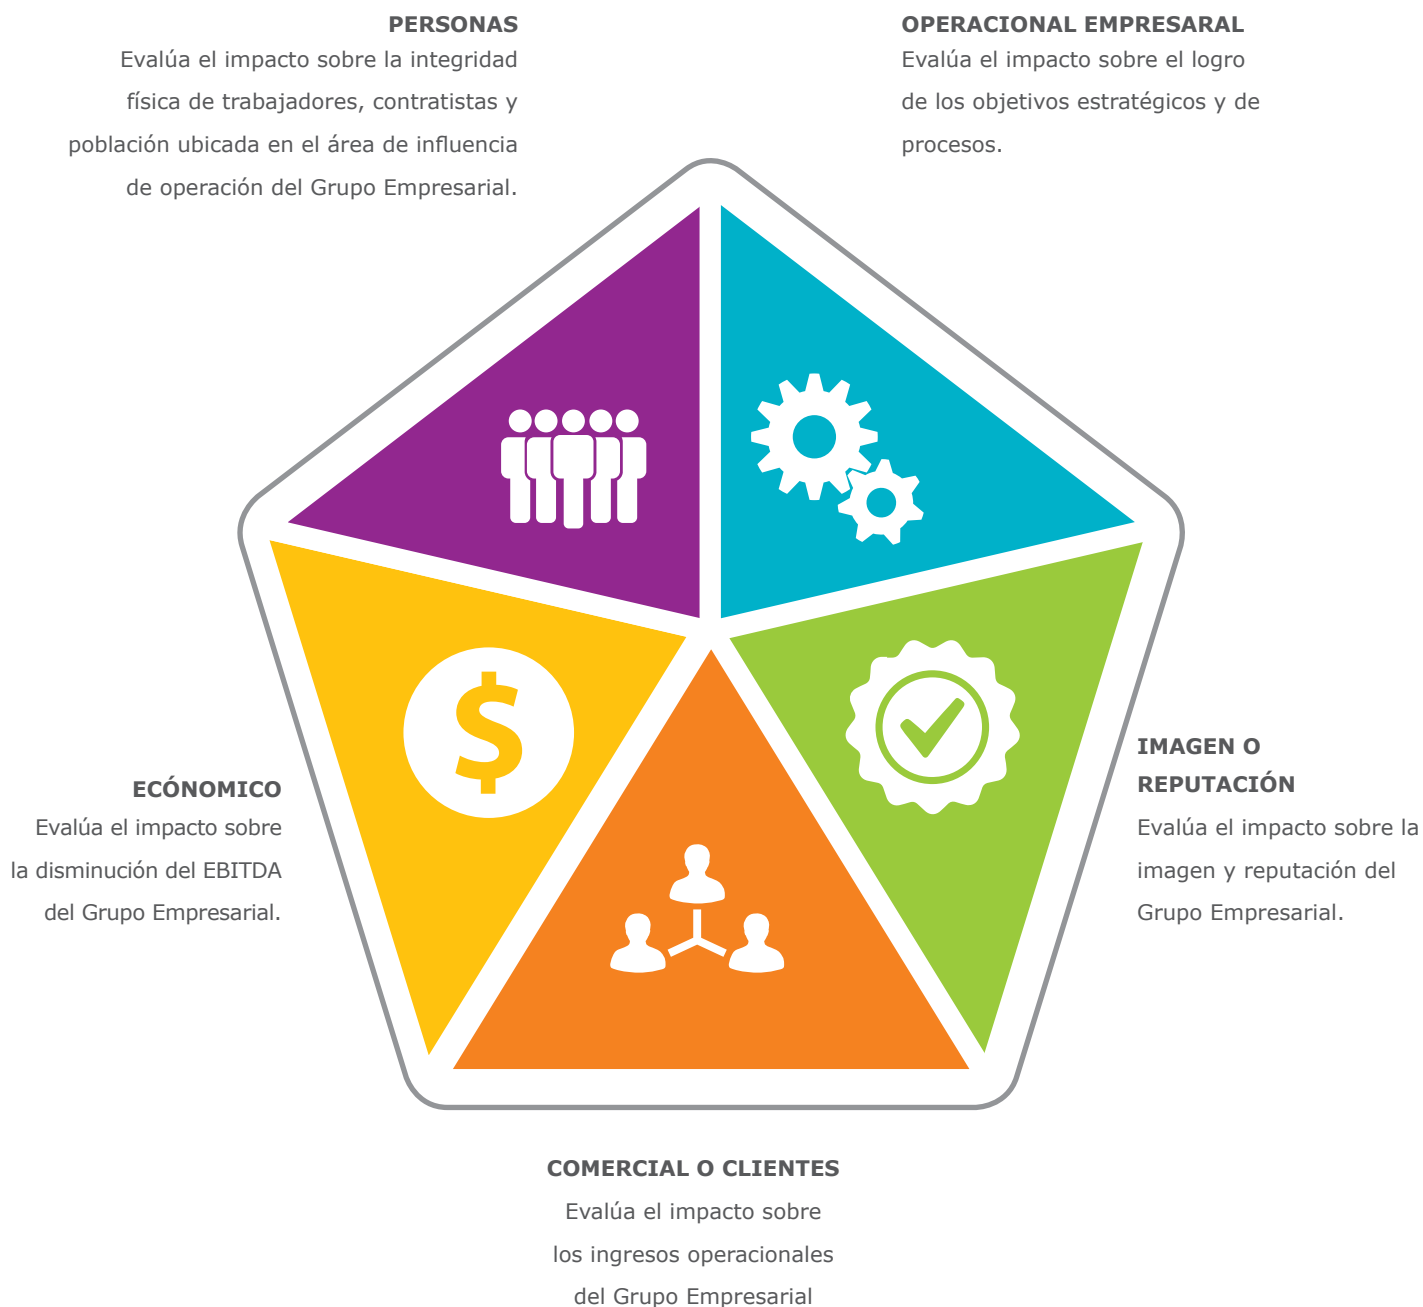 PERSONAS
Evalúa el impacto sobre la integridad
física de trabajadores, contratistas y
población ubicada en el área de influencia
de operación del Grupo Empresarial.
OPERACIONAL EMPRESARAL
Evalúa el impacto sobre el logro
de los objetivos estratégicos y de
procesos.
$
ECÓNOMICO
Evalúa el impacto sobre
la disminución del EBITDA
del Grupo Empresarial.
IMAGEN O
REPUTACIÓN
Evalúa el impacto sobre la
imagen y reputación del
Grupo Empresarial.
COMERCIAL O CLIENTES
Evalúa el impacto sobre
los ingresos operacionales
del Grupo Empresarial